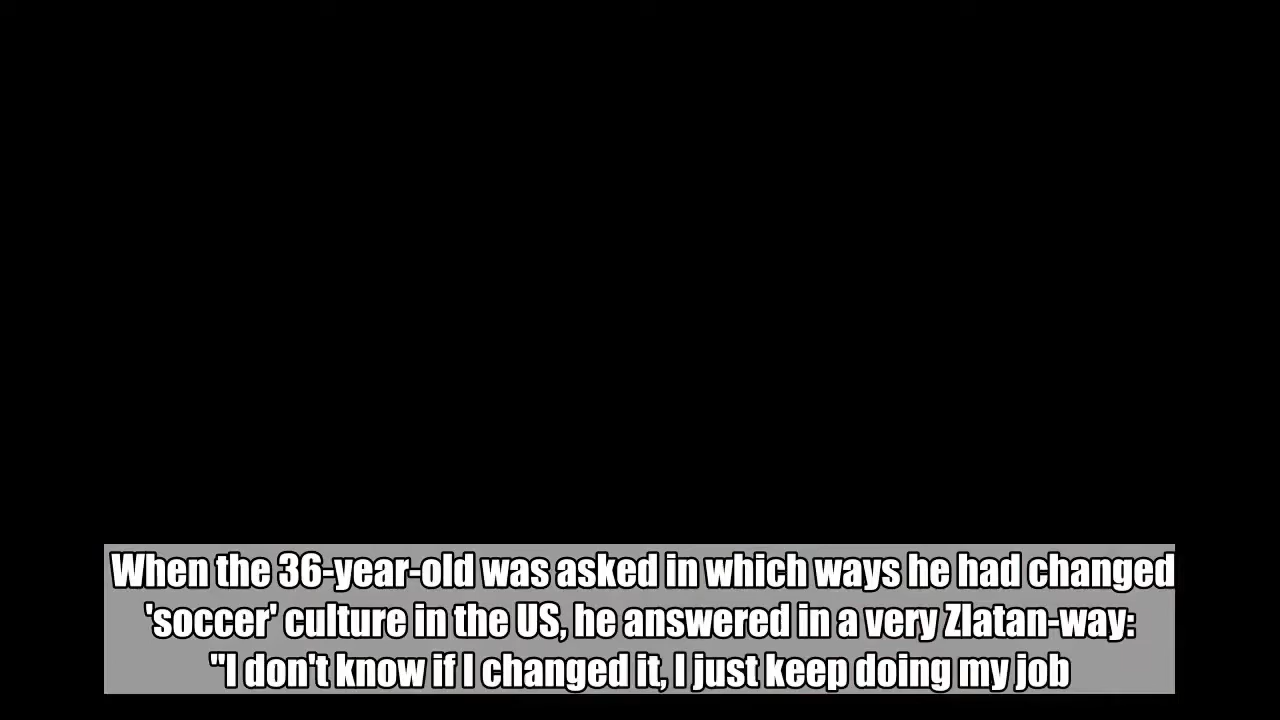 When the 36-year-old was asked in which ways he had changed
'soccer' culture in the US, he answered in a very Zlatan-way:
"I don't know if I changed it, I just keep doing my job